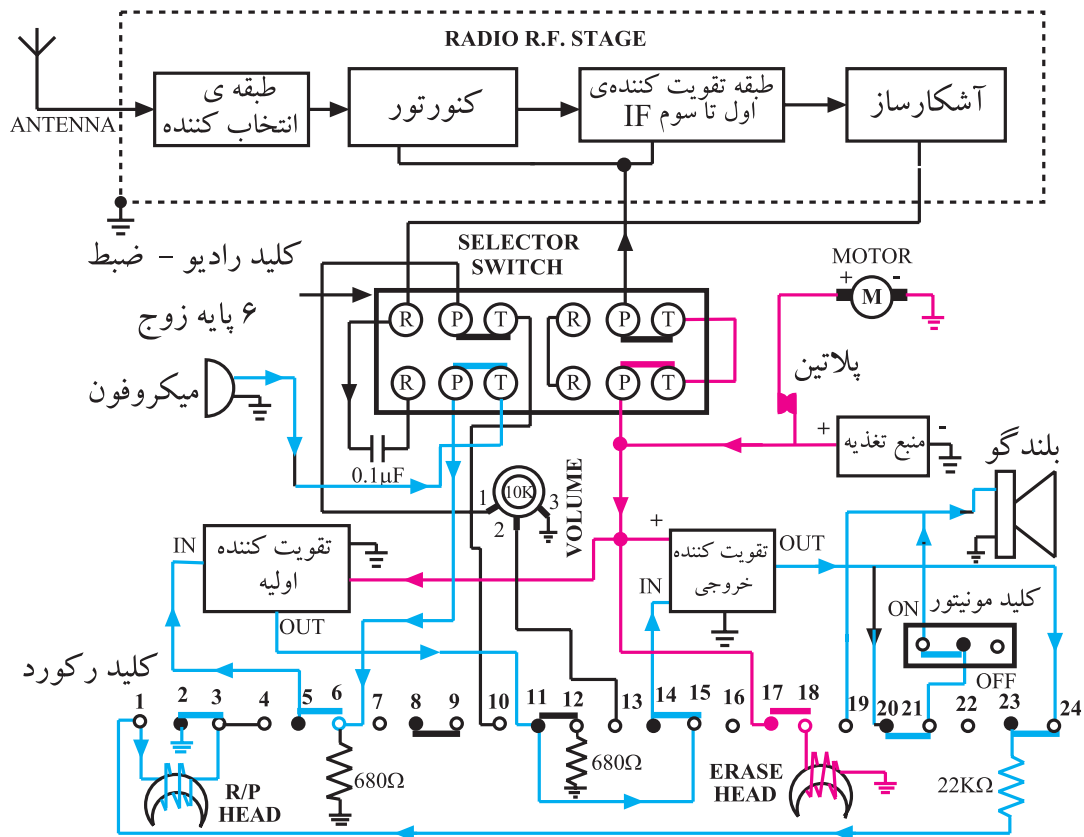 RADIO R.F. STAGE
ANTENNA
طبقه ی
انتخاب کننده
کنورتور
طبقه تقویت کننده‌ی
اول تا سوم IF
آشکارساز
SELECTOR
SWITCH
کلید رادیو - ضبط
۶ پایه زوج
R P T R P T
R P T R P T
MOTOR
+ -
M
پلاتین
میکروفون
0.1µF
+ -
منبع تغذیه
بلندگو
1 10K 3
2
VOLUME
IN
تقویت کننده
اولیه
OUT
+
تقویت کننده
خروجی
IN
OUT
کلید مونیتور
ON
OFF
کلید رکورد
1 2 3 4 5 6 7 8 9 10 11 12 13 14 15 16 17 18 19 20 21 22 23 24
R/P
HEAD
680Ω
680Ω
ERASE
HEAD
22KΩ